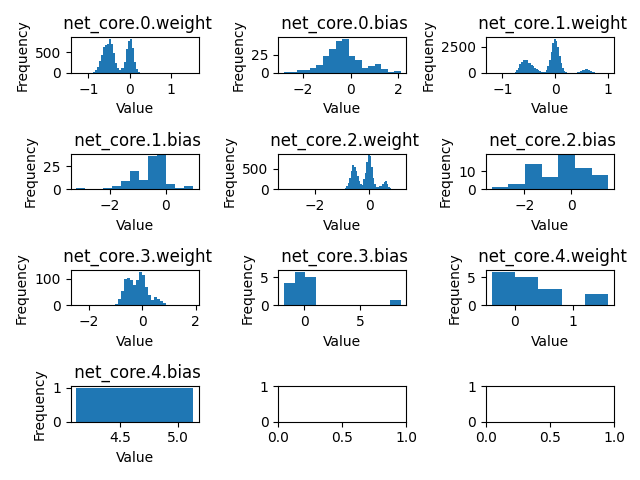 net_core.0.weight
Frequency
500
0
−1
0
1
Value
net_core.0.bias
Frequency
25
0
−2
0
2
Value
net_core.1.weight
Frequency
2500
0
−1
0
1
Value
net_core.1.bias
Frequency
25
0
−2
0
Value
net_core.2.weight
Frequency
500
0
−2
0
Value
net_core.2.bias
Frequency
10
0
−2
0
Value
net_core.3.weight
Frequency
100
0
−2
0
2
Value
net_core.3.bias
Frequency
5
0
0
5
Value
net_core.4.weight
Frequency
5
0
0
1
Value
net_core.4.bias
Frequency
1
0
4.5
5.0
Value
1
0
0.0
0.5
1.0
1
0
0.0
0.5
1.0